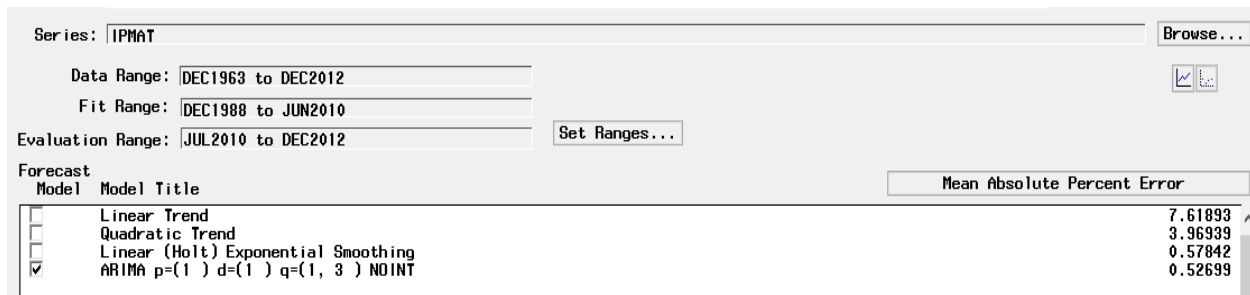 Series: IPMAT Browse...
Data Range: DEC1963 to DEC2012
Fit Range: DEC1988 to JUN2010
Evaluation Range: JUL2010 to DEC2012 Set Ranges...
Forecast
Model Model Title Mean Absolute Percent Error
Linear Trend 7.61893
Quadratic Trend 3.96939
Linear (Holt) Exponential Smoothing 0.57842
ARIMA p=(1 ) d=(1 ) q=(1, 3 ) NOINT 0.52699